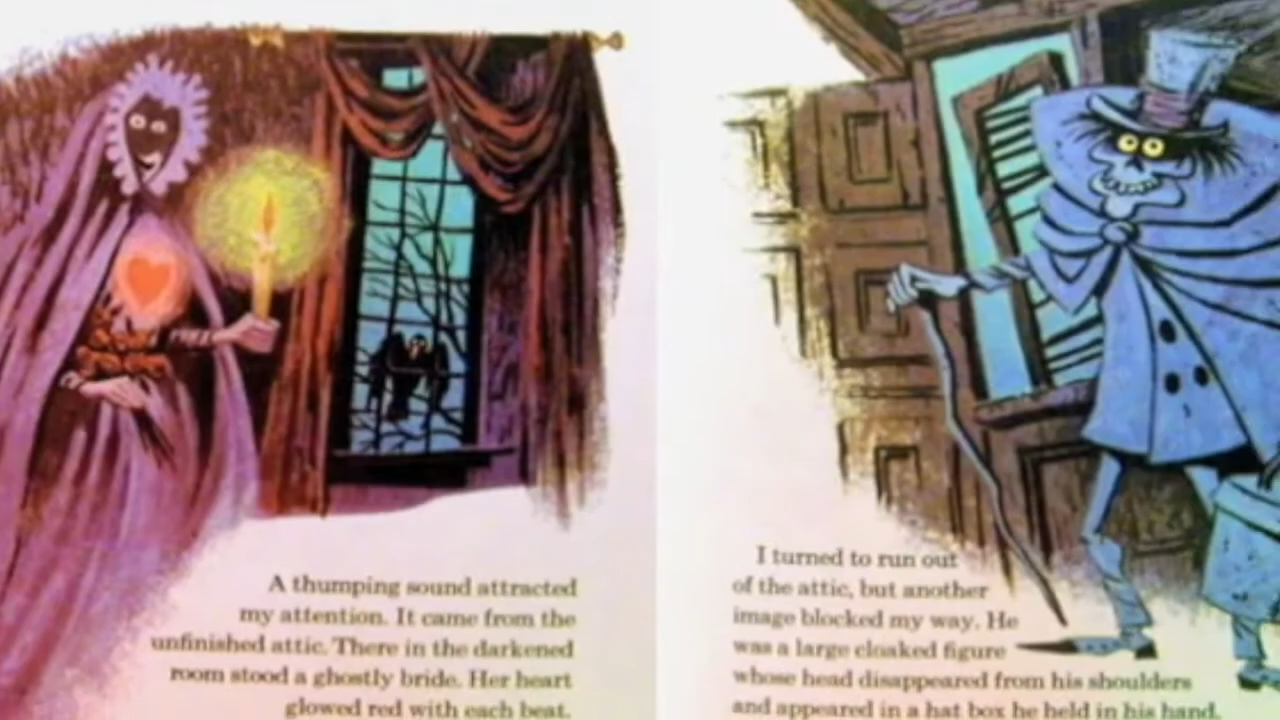 A thumping sound attracted
my attention. It came from the
unfinished attic. There in the darkened
room stood a ghostly bride. Her heart
glowed red with each beat.
I turned to run out
of the attic, but another
image blocked my way. He
was a large cloaked figure
whose head disappeared from his shoulders
and appeared in a hat box he held in his hand.